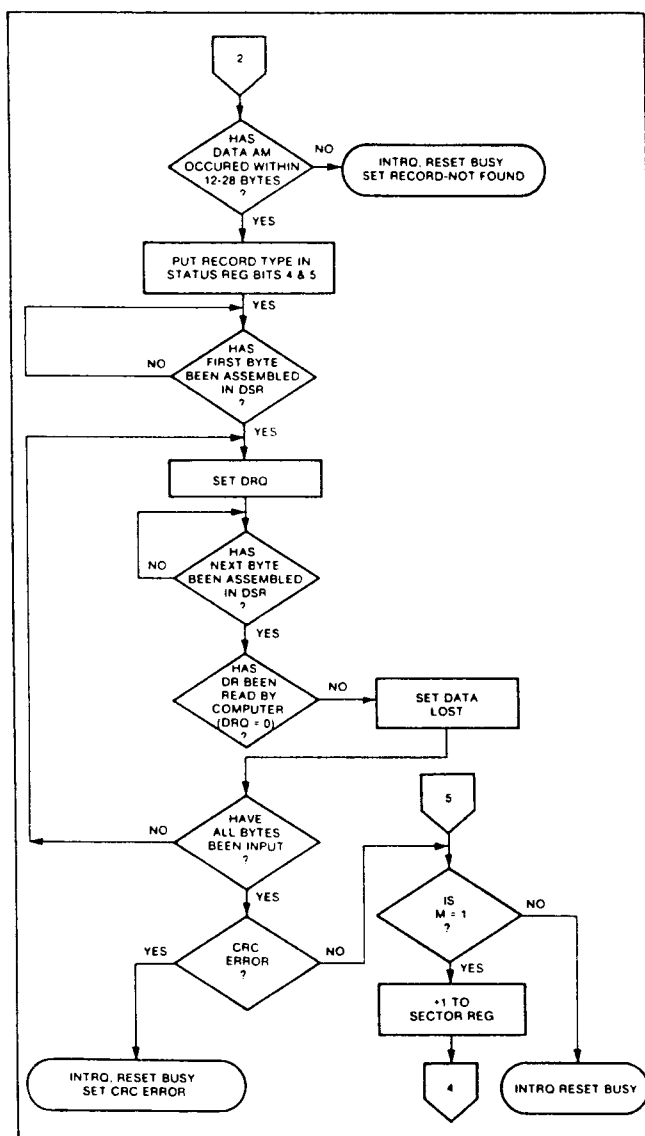 2
HAS
DATA AM
OCCURED WITHIN
12-28 BYTES
?
NO
INTRQ, RESET BUSY
SET RECORD-NOT FOUND
YES
PUT RECORD TYPE IN
STATUS REG BITS 4 & 5
YES
HAS
FIRST BYTE
BEEN ASSEMBLED
IN DSR
?
NO
YES
SET DRQ
HAS
NEXT BYTE
BEEN ASSEMBLED
IN DSR
?
NO
YES
HAS
DR BEEN
READ BY
COMPUTER
(DRQ = 0)
?
NO
SET DATA
LOST
HAVE
ALL BYTES
BEEN INPUT
?
NO
YES
CRC
ERROR
?
YES
NO
INTRQ, RESET BUSY
SET CRC ERROR
5
IS
M = 1
?
NO
YES
+1 TO
SECTOR REG
4
INTRQ RESET BUSY